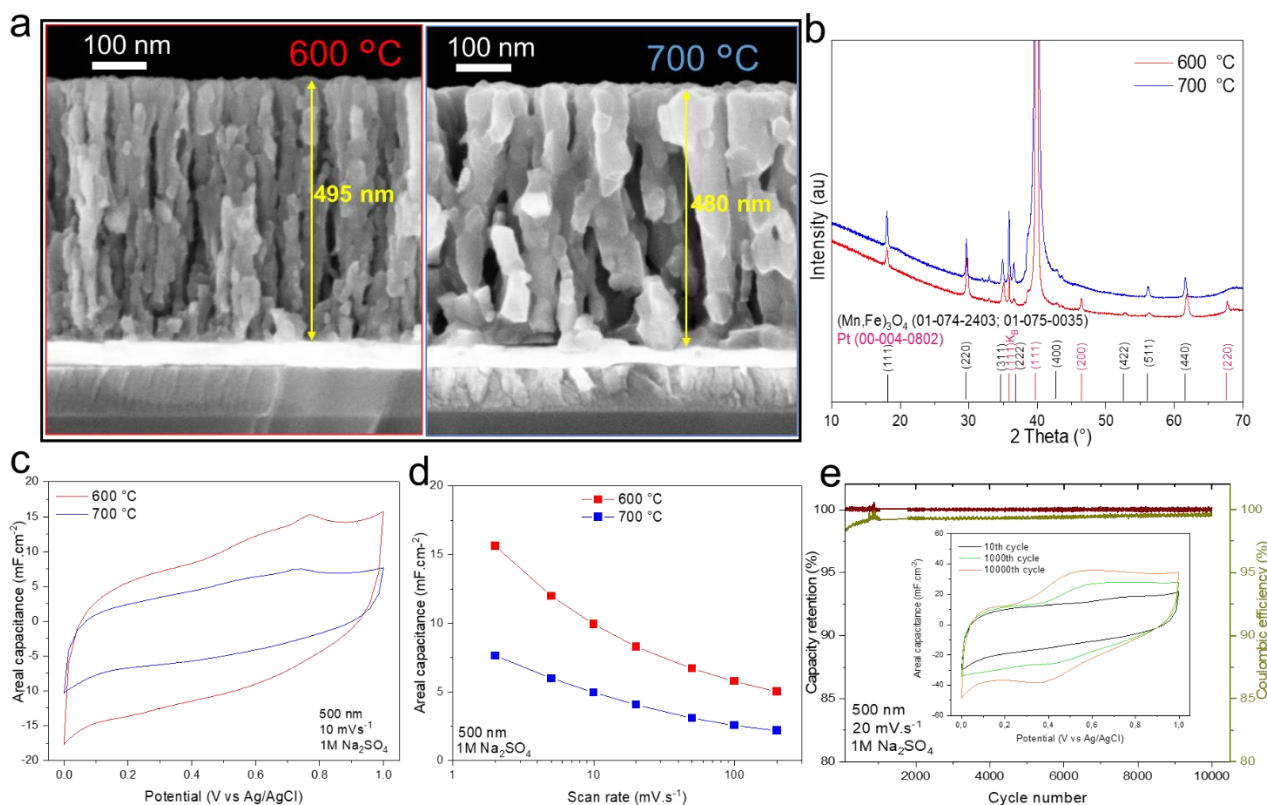 a
100 nm
600 °C
495 nm
100 nm
700 °C
480 nm
b
Intensity (au)
600 °C
700 °C
(Mn,Fe)₃O₄ (01-074-2403; 01-075-0035)
Pt (00-004-0802)
(111)
(220)
(311)
(111)K_B
(222)
(111)
(400)
(200)
(422)
(511)
(440)
(220)
10 20 30 40 50 60 70
2 Theta (°)
c
600 °C
700 °C
Areal capacitance (mF.cm⁻²)
20
15
10
5
0
-5
-10
-15
-20
500 nm
10 mVs⁻¹
1M Na₂SO₄
0.0 0.2 0.4 0.6 0.8 1.0
Potential (V vs Ag/AgCl)
d
600 °C
700 °C
Areal capacitance (mF.cm-²)
20
15
10
5
0
500 nm
1M Na₂SO₄
1 10 100
Scan rate (mV.s⁻¹)
e
Capacity retention (%)
100
95
90
85
80
Coulombic efficiency (%)
100
95
90
85
80
10th cycle
1000th cycle
10000th cycle
Areal capacitance (mF.cm⁻²)
60
40
20
0
-20
-40
-60
0,0 0,2 0,4 0,6 0,8 1,0
Potential (V vs Ag/AgCl)
500 nm
20 mV.s⁻¹
1M Na₂SO₄
2000 4000 6000 8000 10000
Cycle number